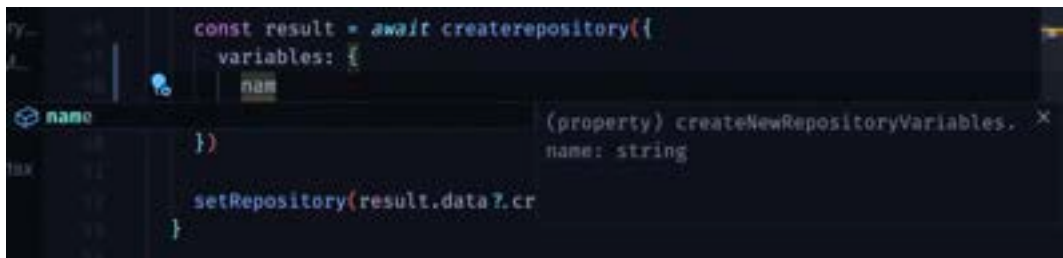 const result = await createrepository({
variables: {
nam
name
(property) createNewRepositoryVariables.
name: string
})
setRepository(result.data?.cr
}